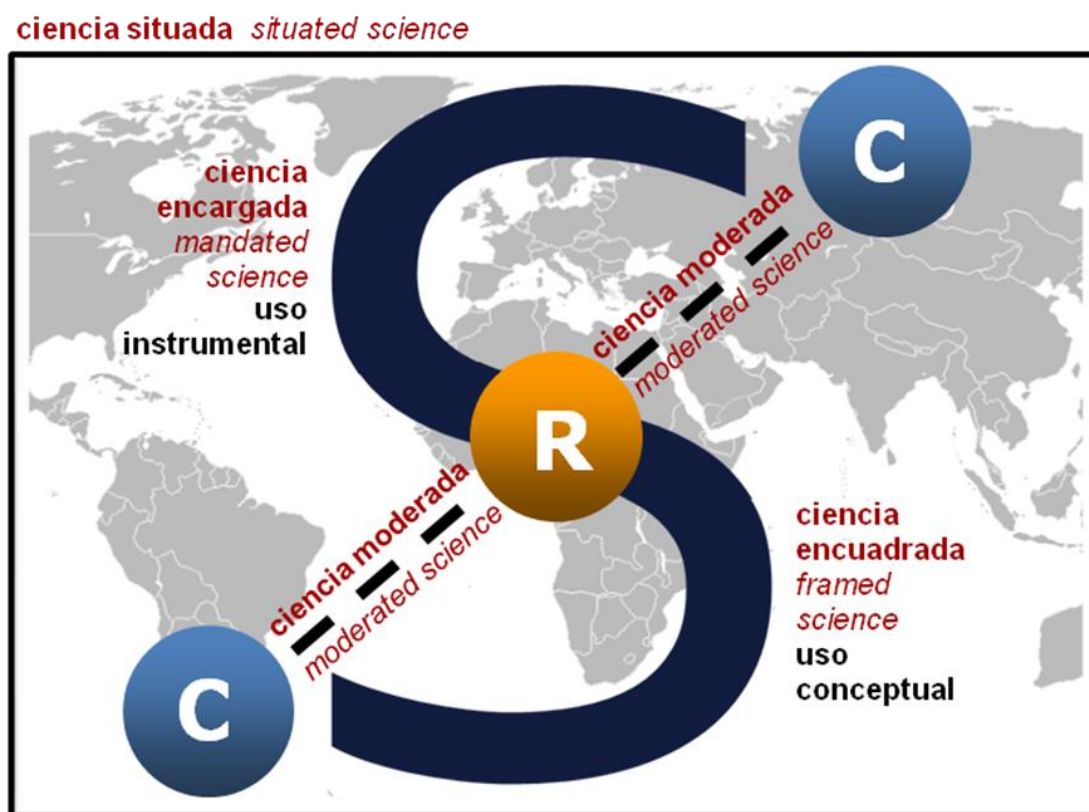 ciencia situada situated science
S
C
ciencia
encargada
mandated
science
uso
instrumental
ciencia moderada
moderated science
R
ciencia moderada
moderated science
C
ciencia
encuadrada
framed
science
uso
conceptual